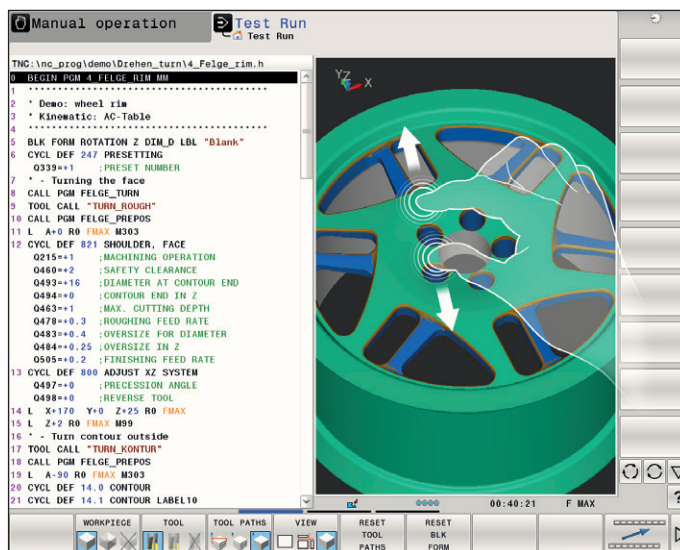 Manual operation
Test Run
Test Run
TNC:\nc_prog\demo\Drehen_turn\4_Felge_rim.h
0 BEGIN PGM 4_FELGE_RIM MM
1 ****************************************
2 * Demo: wheel rim
3 * Kinematic: AC-Table
4 ****************************************
5 BLK FORM ROTATION Z DIM_D LBL "Blank"
6 CYCL DEF 247 PRESETTING
Q339=+1 ;PRESET NUMBER
7 * - Turning the face
8 CALL PGM FELGE_TURN
9 TOOL CALL "TURN_ROUGH"
10 CALL PGM FELGE_PREPOS
11 L A+0 R0 FMAX M303
12 CYCL DEF 821 SHOULDER, FACE
Q215=+1 ;MACHINING OPERATION
Q460=+2 ;SAFETY CLEARANCE
Q493=+16 ;DIAMETER AT CONTOUR END
Q494=+0 ;CONTOUR END IN Z
Q463=+1 ;MAX. CUTTING DEPTH
Q478=+0.3 ;ROUGHING FEED RATE
Q483=+0.4 ;OVERSIZE FOR DIAMETER
Q484=+0.25 ;OVERSIZE IN Z
Q505=+0.2 ;FINISHING FEED RATE
13 CYCL DEF 800 ADJUST XZ SYSTEM
Q497=+0 ;PRECESSION ANGLE
Q498=+0 ;REVERSE TOOL
14 L X+170 Y+0 Z+25 R0 FMAX
15 L Z+2 R0 FMAX M99
16 * - Turn contour outside
17 TOOL CALL "TURN_KONTUR"
18 CALL PGM FELGE_PREPOS
19 L A-90 R0 FMAX M303
20 CYCL DEF 14.0 CONTOUR
21 CYCL DEF 14.1 CONTOUR LABEL10
Y Z X
00:40:21 F MAX
WORKPIECE
TOOL
TOOL PATHS
VIEW
RESET
TOOL
PATHS
RESET
BLK
FORM
?